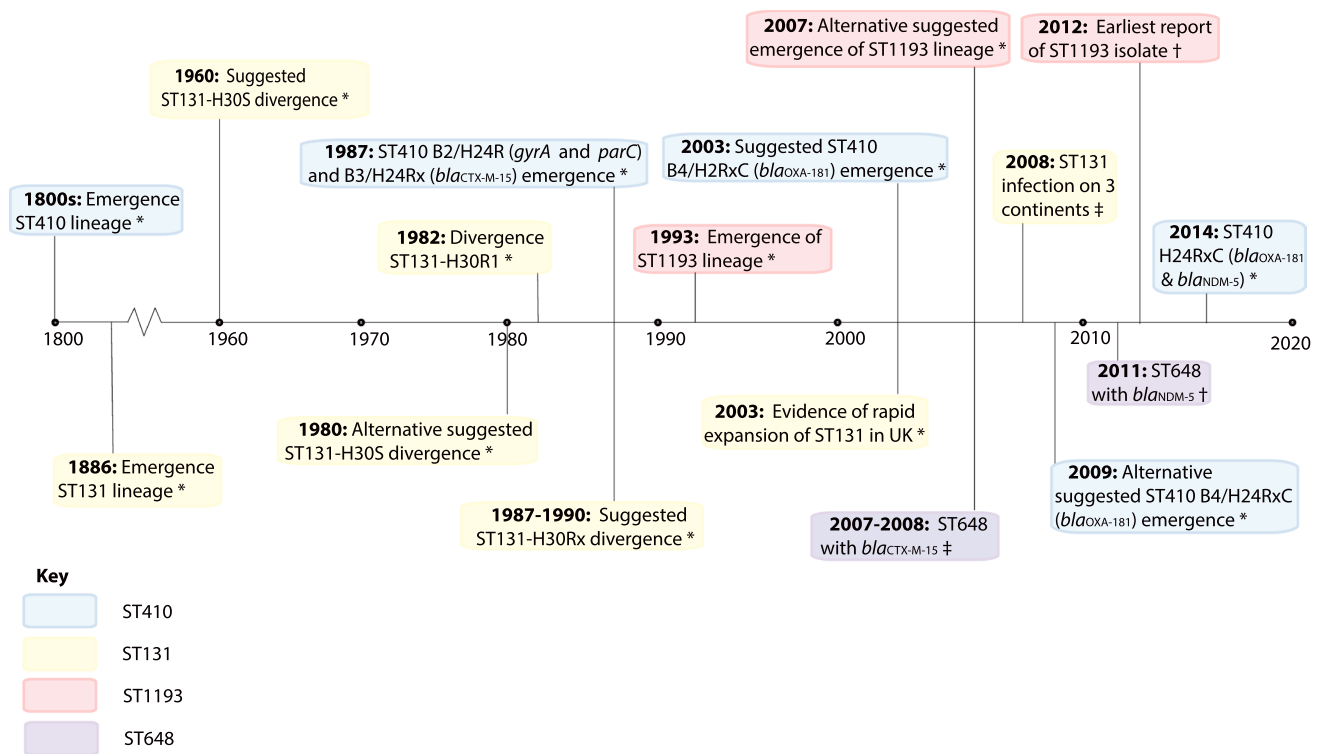 2007: Alternative suggested
emergence of ST1193 lineage *
2012: Earliest report
of ST1193 isolate †
1960: Suggested
ST131-H30S divergence *
1987: ST410 B2/H24R (gyrA and parC)
and B3/H24Rx (blaCTX-M-15) emergence *
2003: Suggested ST410
B4/H2RxC (blaOXA-181) emergence *
2008: ST131
infection on 3
continents ‡
1800s: Emergence
ST410 lineage *
1982: Divergence
ST131-H30R1 *
1993: Emergence of
ST1193 lineage *
2014: ST410
H24RxC (blaOXA-181
& blaNDM-5) *
1800
1960
1970
1980
1990
2000
2010
2020
2011: ST648
with blaNDM-5 †
1980: Alternative suggested
ST131-H30S divergence *
2003: Evidence of rapid
expansion of ST131 in UK *
1886: Emergence
ST131 lineage *
2009: Alternative
suggested ST410 B4/H24RxC
(blaOXA-181) emergence *
1987-1990: Suggested
ST131-H30Rx divergence *
2007-2008: ST648
with blaCTX-M-15 ‡
Key
ST410
ST131
ST1193
ST648